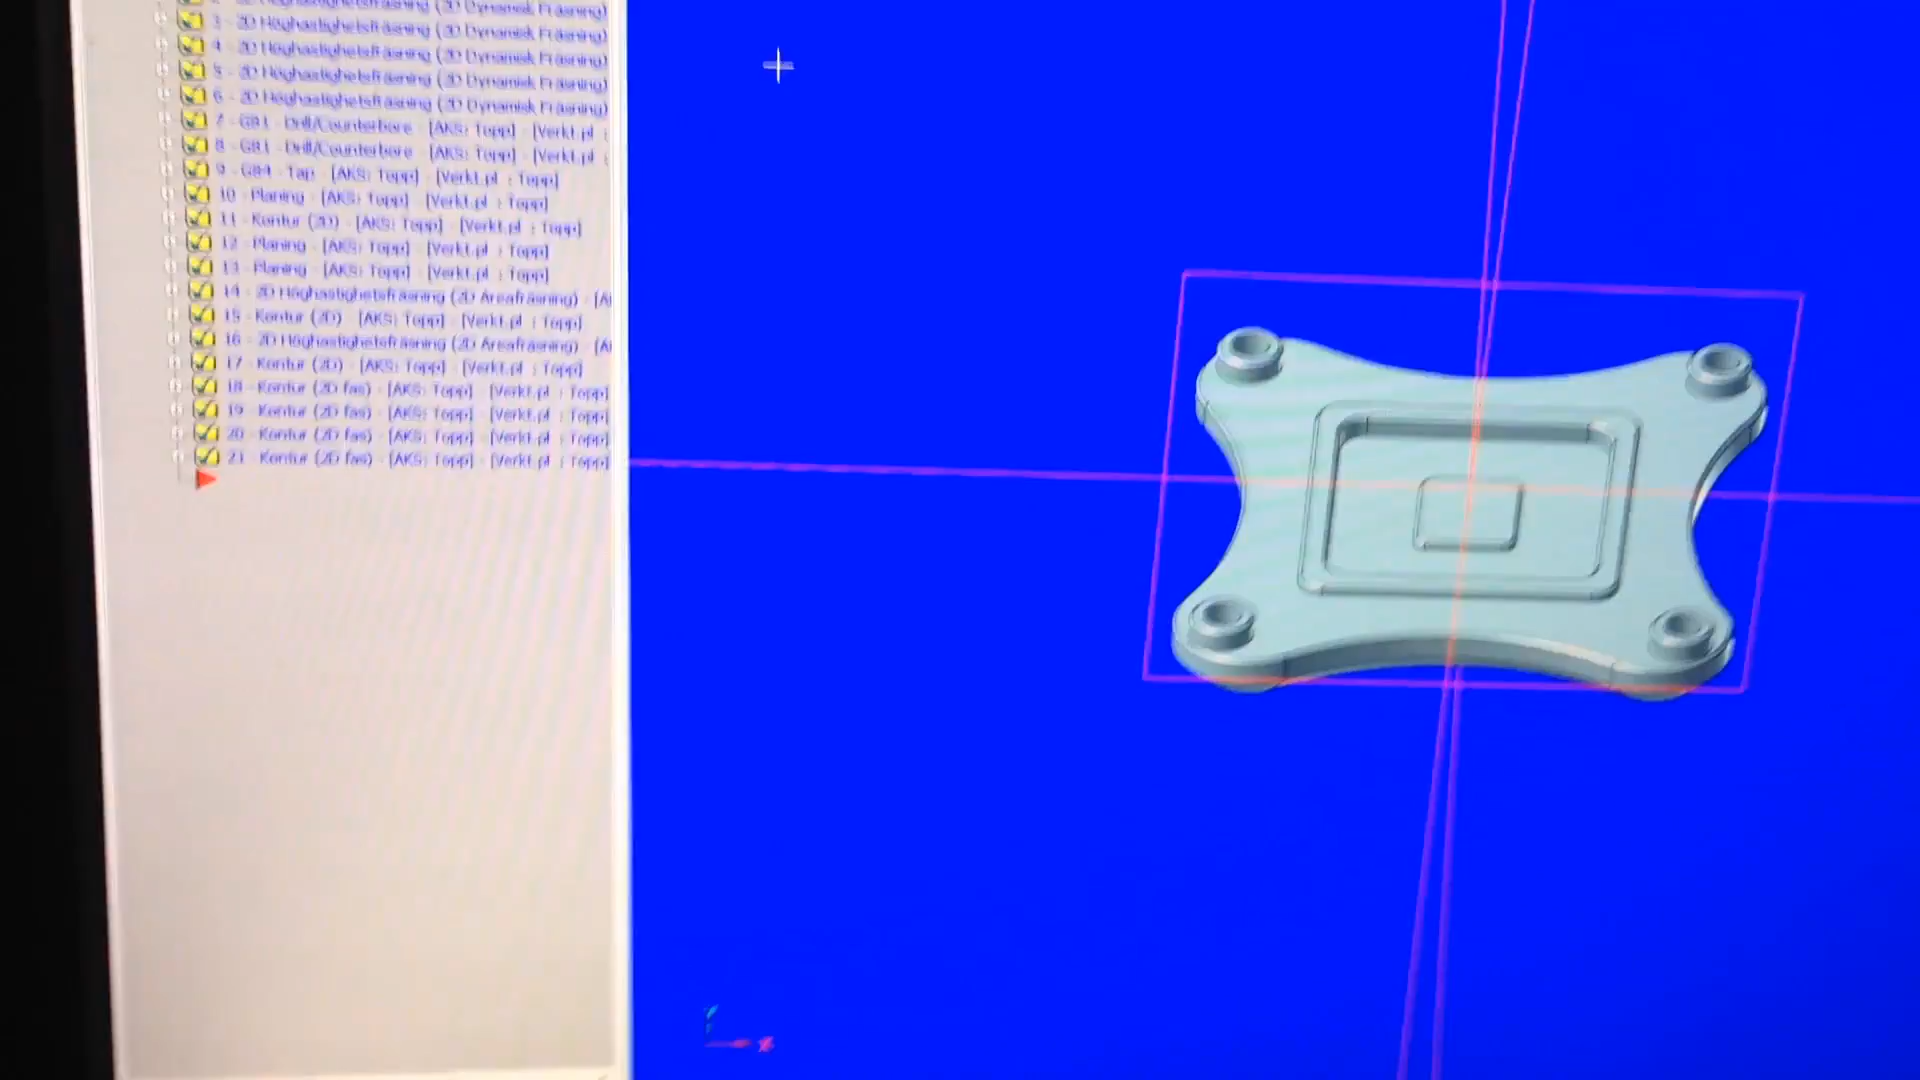 2 - 2D Höghastighetsfräsning (2D Dynamisk Fräsning)
3 - 2D Höghastighetsfräsning (2D Dynamisk Fräsning)
4 - 2D Höghastighetsfräsning (2D Dynamisk Fräsning)
5 - 2D Höghastighetsfräsning (2D Dynamisk Fräsning)
6 - 2D Höghastighetsfräsning (2D Dynamisk Fräsning)
7 - G81 - Drill/Counterbore - [AKS: Topp] - [Verkt.pl :
8 - G81 - Drill/Counterbore - [AKS: Topp] - [Verkt.pl :
9 - G84 - Tap - [AKS: Topp] - [Verkt.pl : Topp]
10 - Planing - [AKS: Topp] - [Verkt.pl : Topp]
11 - Kontur (2D) - [AKS: Topp] - [Verkt.pl : Topp]
12 - Planing - [AKS: Topp] - [Verkt.pl : Topp]
13 - Planing - [AKS: Topp] - [Verkt.pl : Topp]
14 - 2D Höghastighetsfräsning (2D Areafräsning) - [A
15 - Kontur (2D) - [AKS: Topp] - [Verkt.pl : Topp]
16 - 2D Höghastighetsfräsning (2D Areafräsning) - [A
17 - Kontur (2D) - [AKS: Topp] - [Verkt.pl : Topp]
18 - Kontur (2D fas) - [AKS: Topp] - [Verkt.pl : Topp]
19 - Kontur (2D fas) - [AKS: Topp] - [Verkt.pl : Topp]
20 - Kontur (2D fas) - [AKS: Topp] - [Verkt.pl : Topp]
21 - Kontur (2D fas) - [AKS: Topp] - [Verkt.pl : Topp]